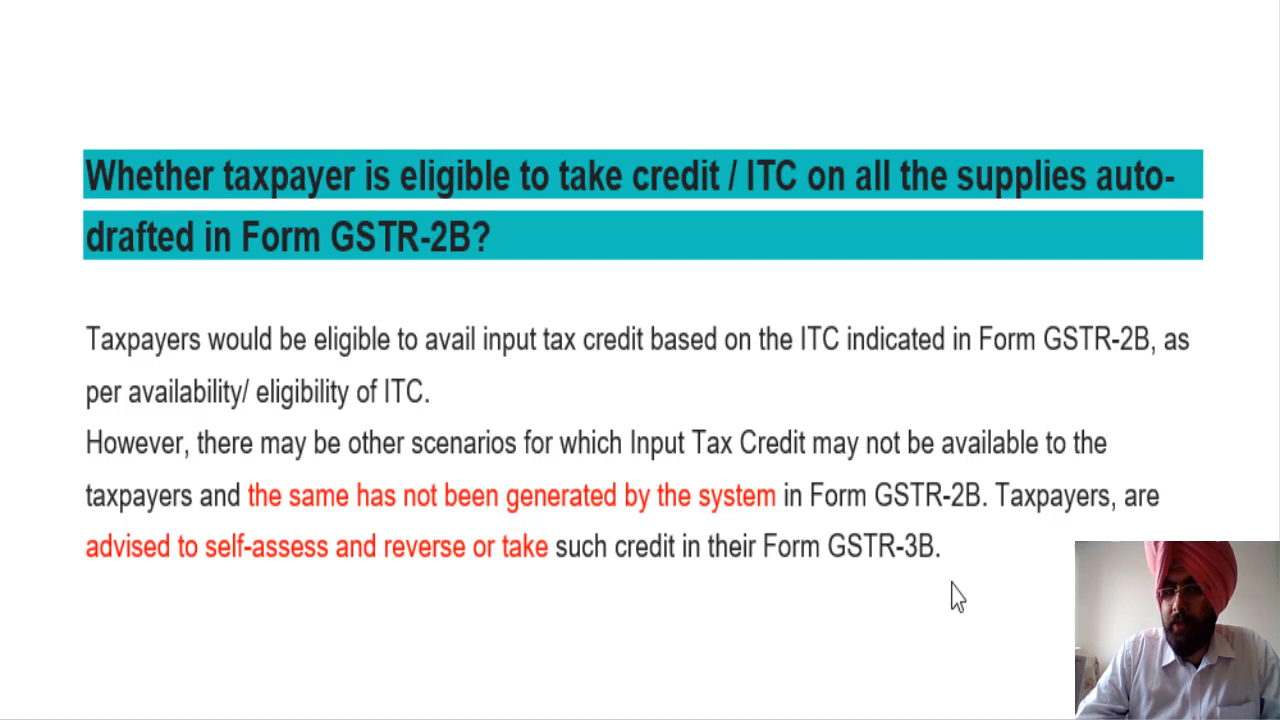 Whether taxpayer is eligible to take credit / ITC on all the supplies auto-
drafted in Form GSTR-2B?
Taxpayers would be eligible to avail input tax credit based on the ITC indicated in Form GSTR-2B, as
per availability/ eligibility of ITC.
However, there may be other scenarios for which Input Tax Credit may not be available to the
taxpayers and the same has not been generated by the system in Form GSTR-2B. Taxpayers, are
advised to self-assess and reverse or take such credit in their Form GSTR-3B.